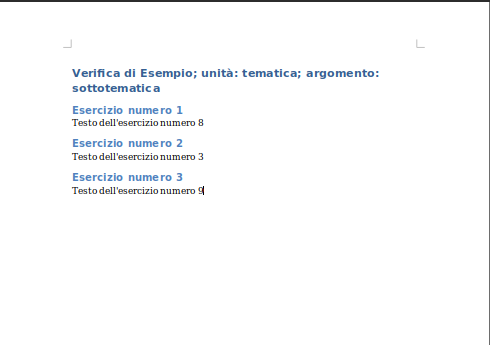 Verifica di Esempio; unità: tematica; argomento:
sottotematica
Esercizio numero 1
Testo dell'esercizio numero 8
Esercizio numero 2
Testo dell'esercizio numero 3
Esercizio numero 3
Testo dell'esercizio numero 9